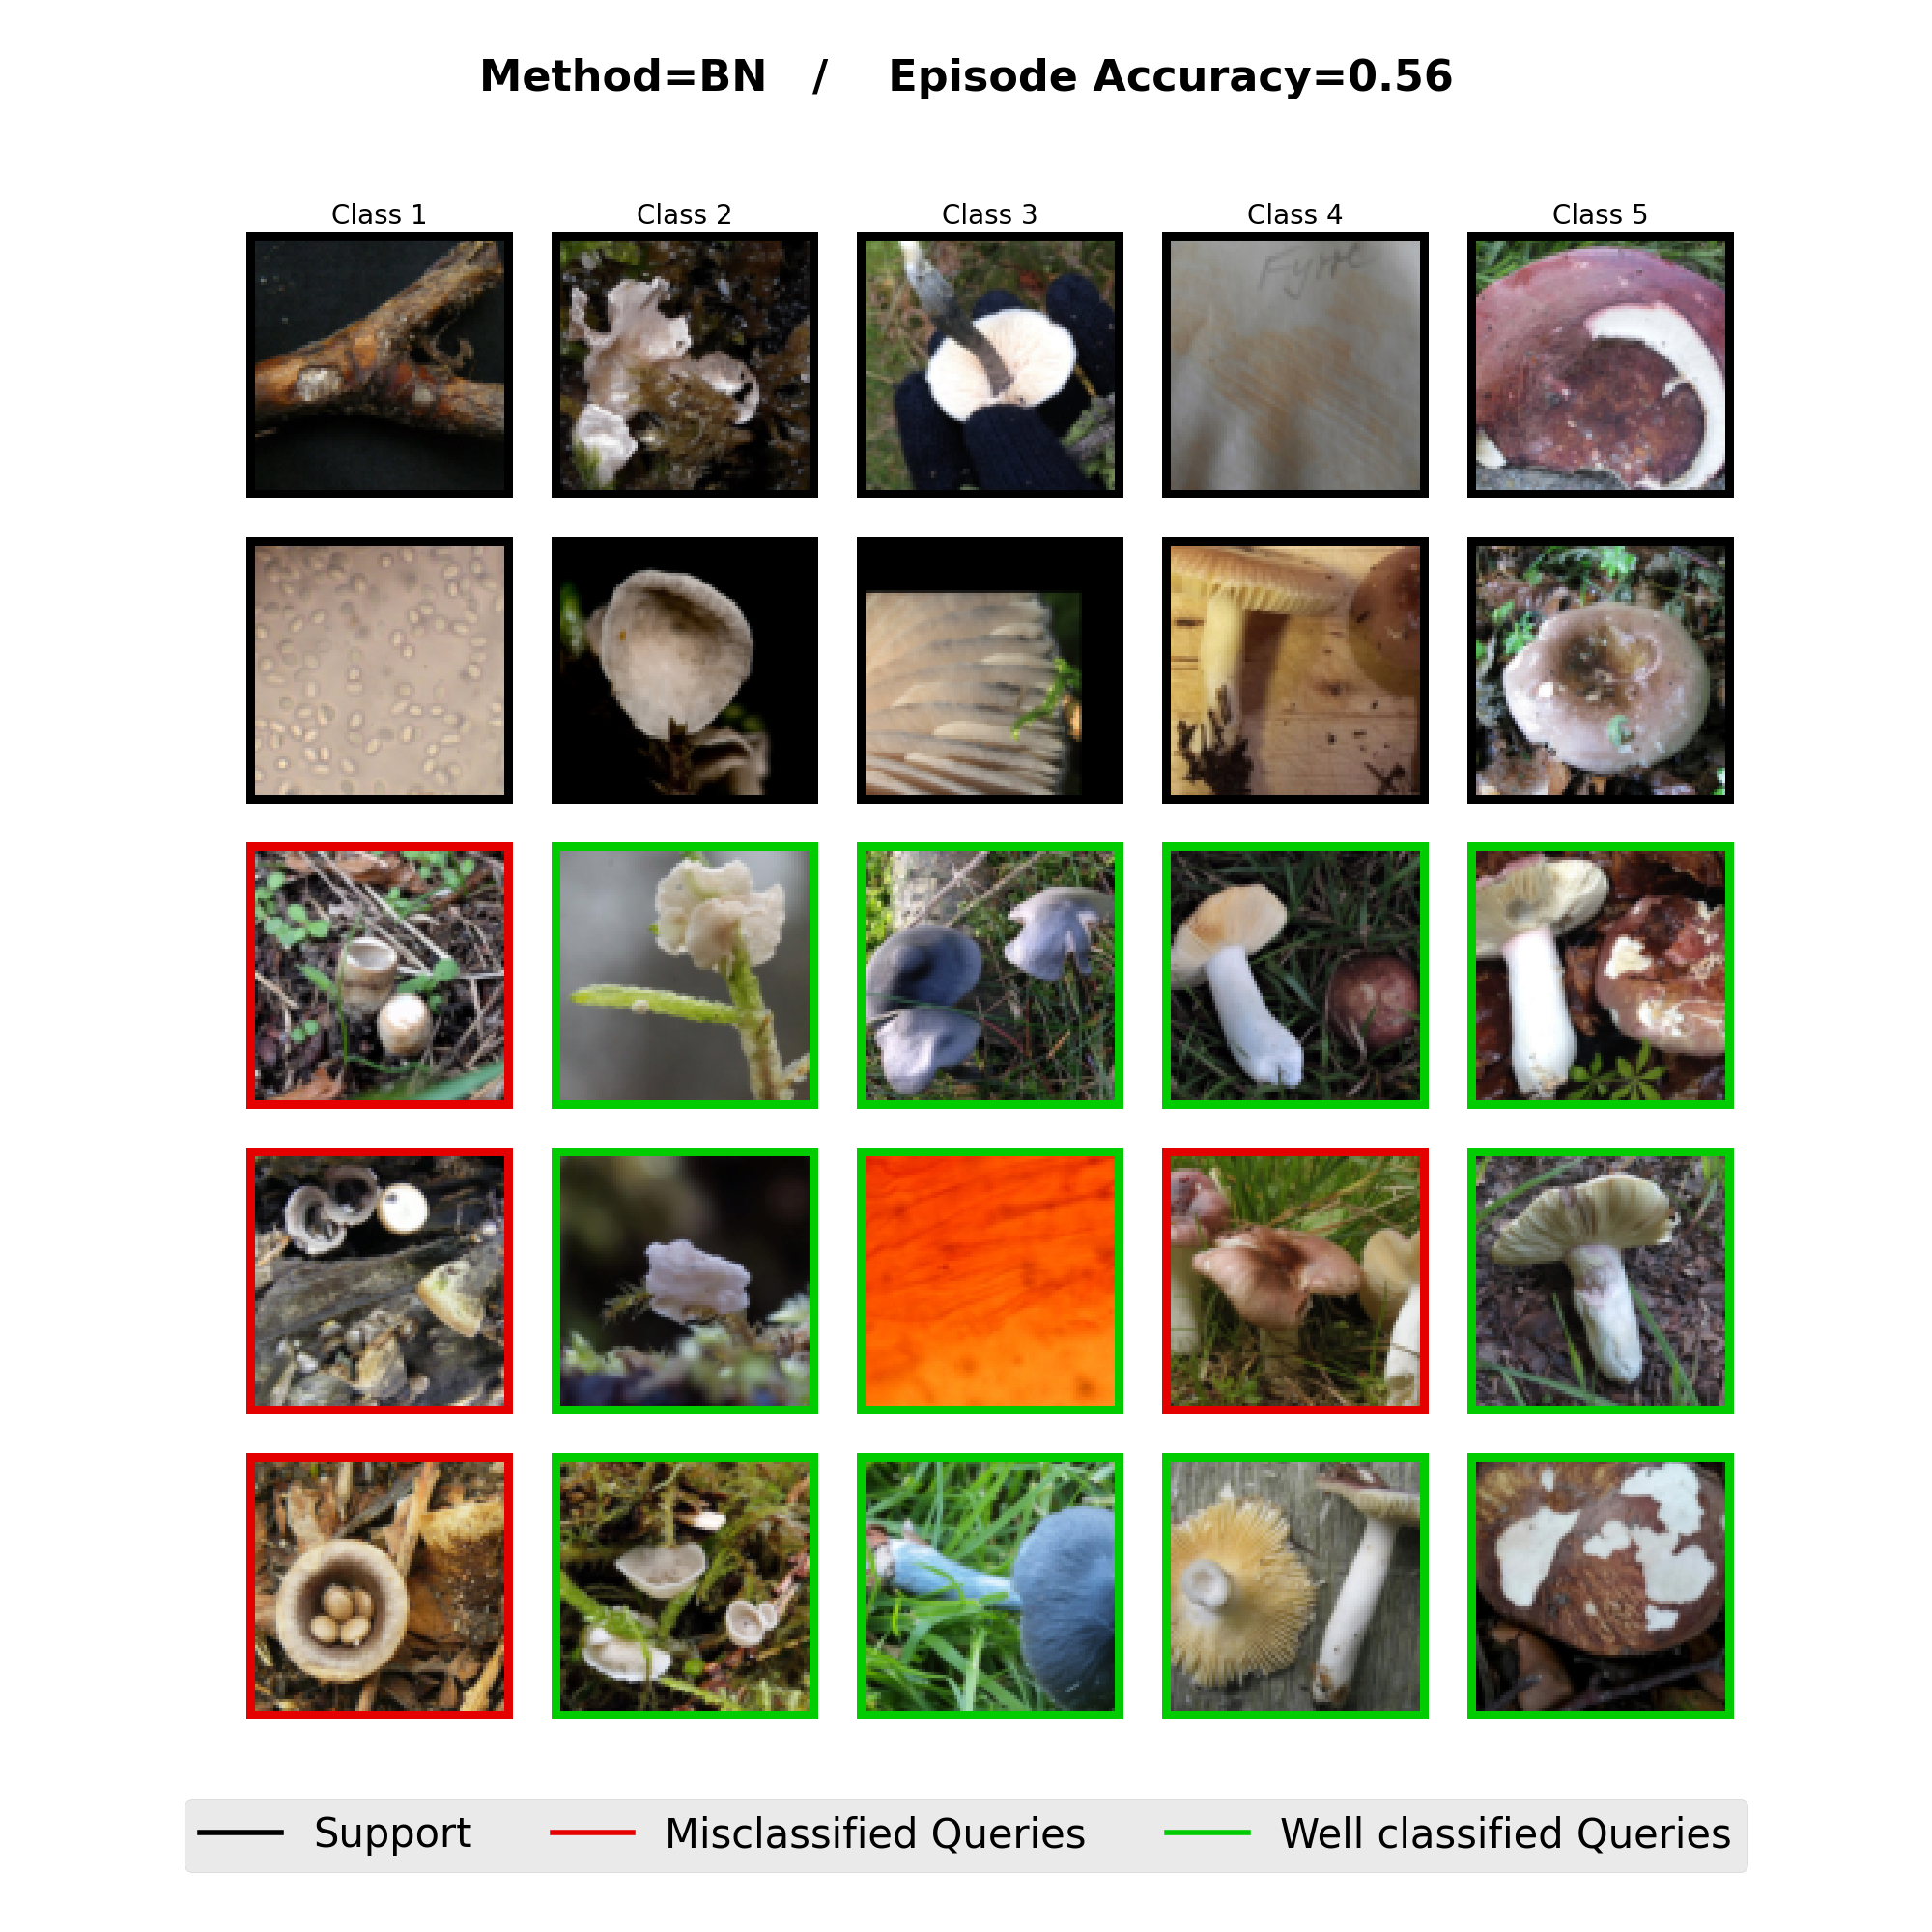 Method=BN / Episode Accuracy=0.56
Class 1 Class 2 Class 3 Class 4 Class 5
Fyrre
Support Misclassified Queries Well classified Queries